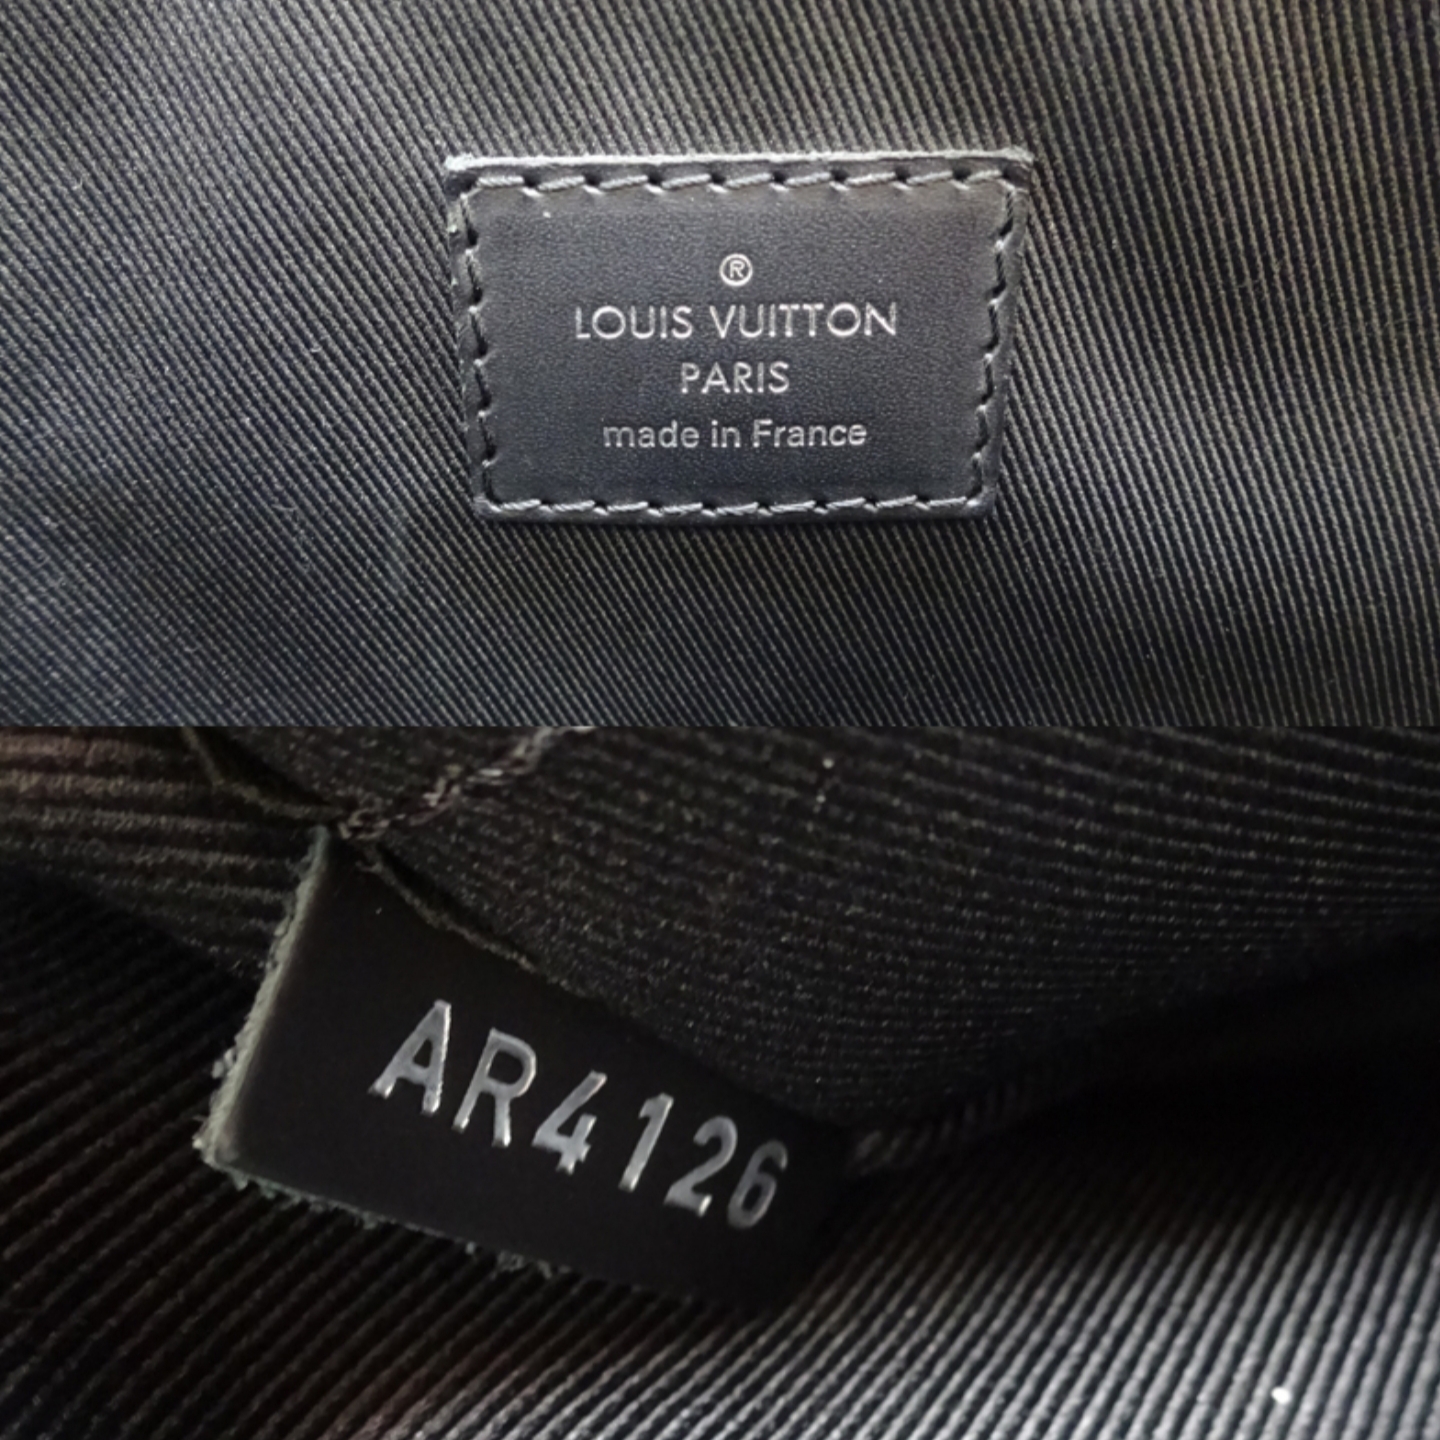 ®
LOUIS VUITTON
PARIS
made in France
AR4126